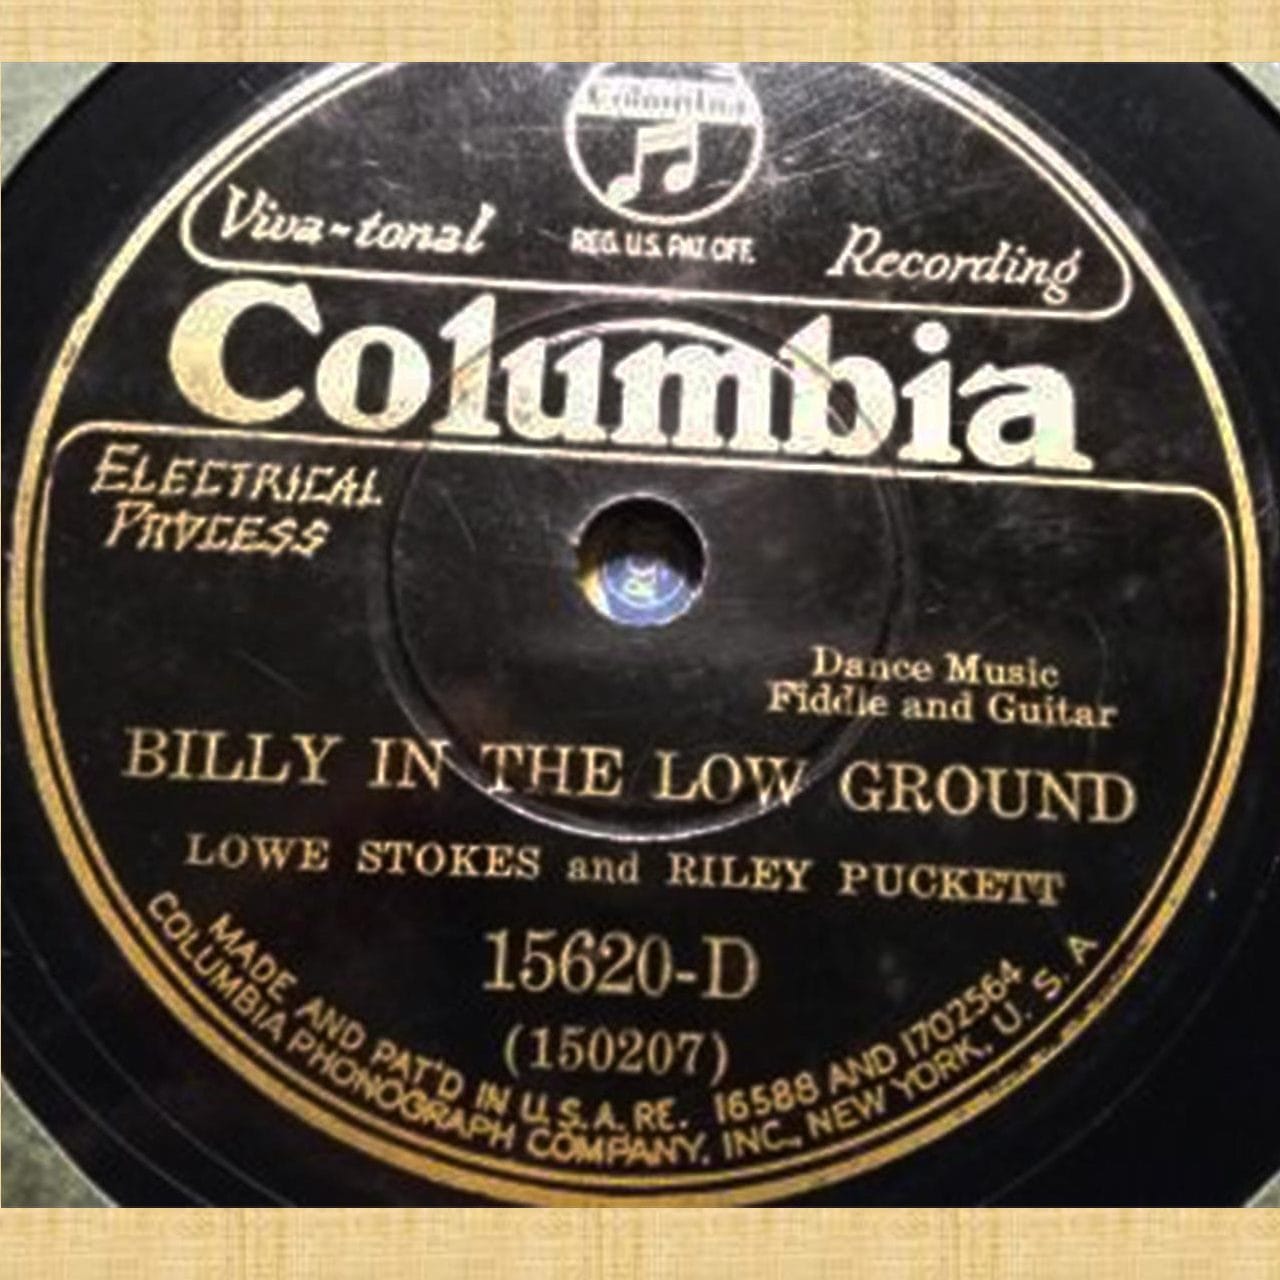 Columbia
REG. U.S. PAT. OFF.
Viva-tonal Recording
Columbia
ELECTRICAL
PROCESS
Dance Music
Fiddle and Guitar
BILLY IN THE LOW GROUND
LOWE STOKES and RILEY PUCKETT
15620-D
(150207)
MADE AND PAT'D IN U.S.A. RE. 16588 AND 1702564
COLUMBIA PHONOGRAPH COMPANY, INC., NEW YORK, U. S. A